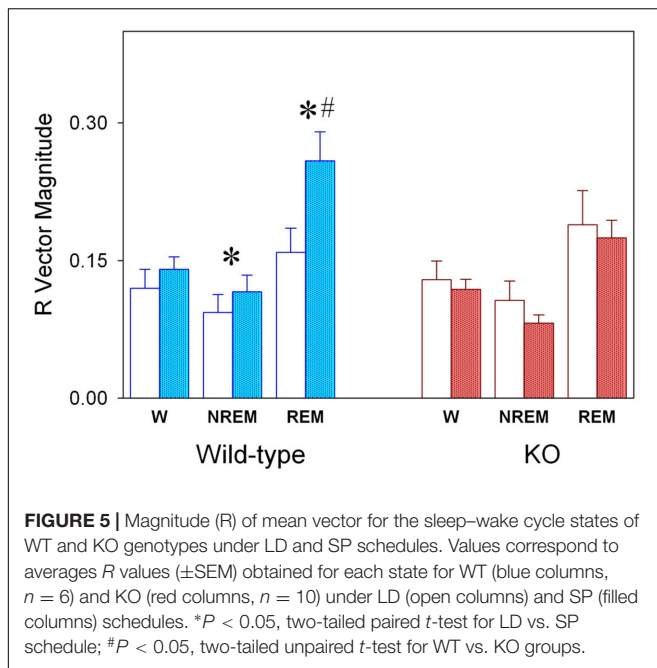 *#
0.30
*
0.15
0.00
R Vector Magnitude
W NREM REM W NREM REM
Wild-type KO
FIGURE 5 | Magnitude (R) of mean vector for the sleep–wake cycle states of
WT and KO genotypes under LD and SP schedules. Values correspond to
averages R values (±SEM) obtained for each state for WT (blue columns,
n = 6) and KO (red columns, n = 10) under LD (open columns) and SP (filled
columns) schedules. *P < 0.05, two-tailed paired t-test for LD vs. SP
schedule; #P < 0.05, two-tailed unpaired t-test for WT vs. KO groups.